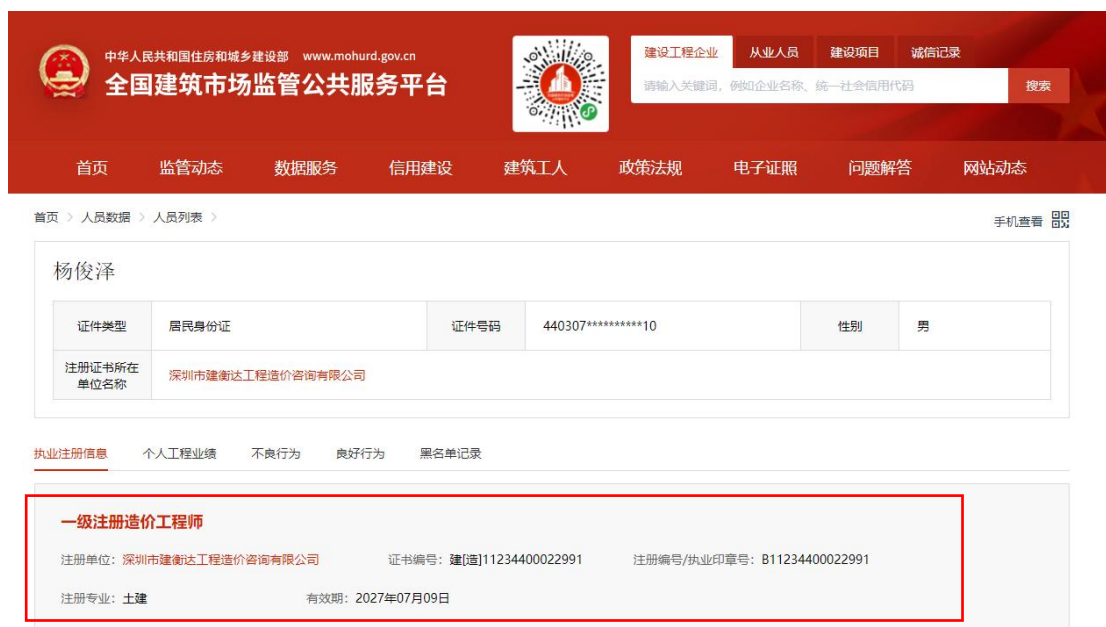 中华人民共和国住房和城乡建设部 www.mohurd.gov.cn
全国建筑市场监管公共服务平台
建设工程企业 从业人员 建设项目 诚信记录
请输入关键词，例如企业名称、统一社会信用代码 搜索
首页 监管动态 数据服务 信用建设 建筑工人 政策法规 电子证照 问题解答 网站动态
首页 > 人员数据 > 人员列表 >
手机查看
杨俊泽
证件类型 居民身份证 证件号码 440307**********10 性别 男
注册证书所在
单位名称
深圳市建衡达工程造价咨询有限公司
执业注册信息 个人工程业绩 不良行为 良好行为 黑名单记录
一级注册造价工程师
注册单位：深圳市建衡达工程造价咨询有限公司 证书编号：建[造]11234400022991 注册编号/执业印章号：B11234400022991
注册专业：土建 有效期：2027年07月09日